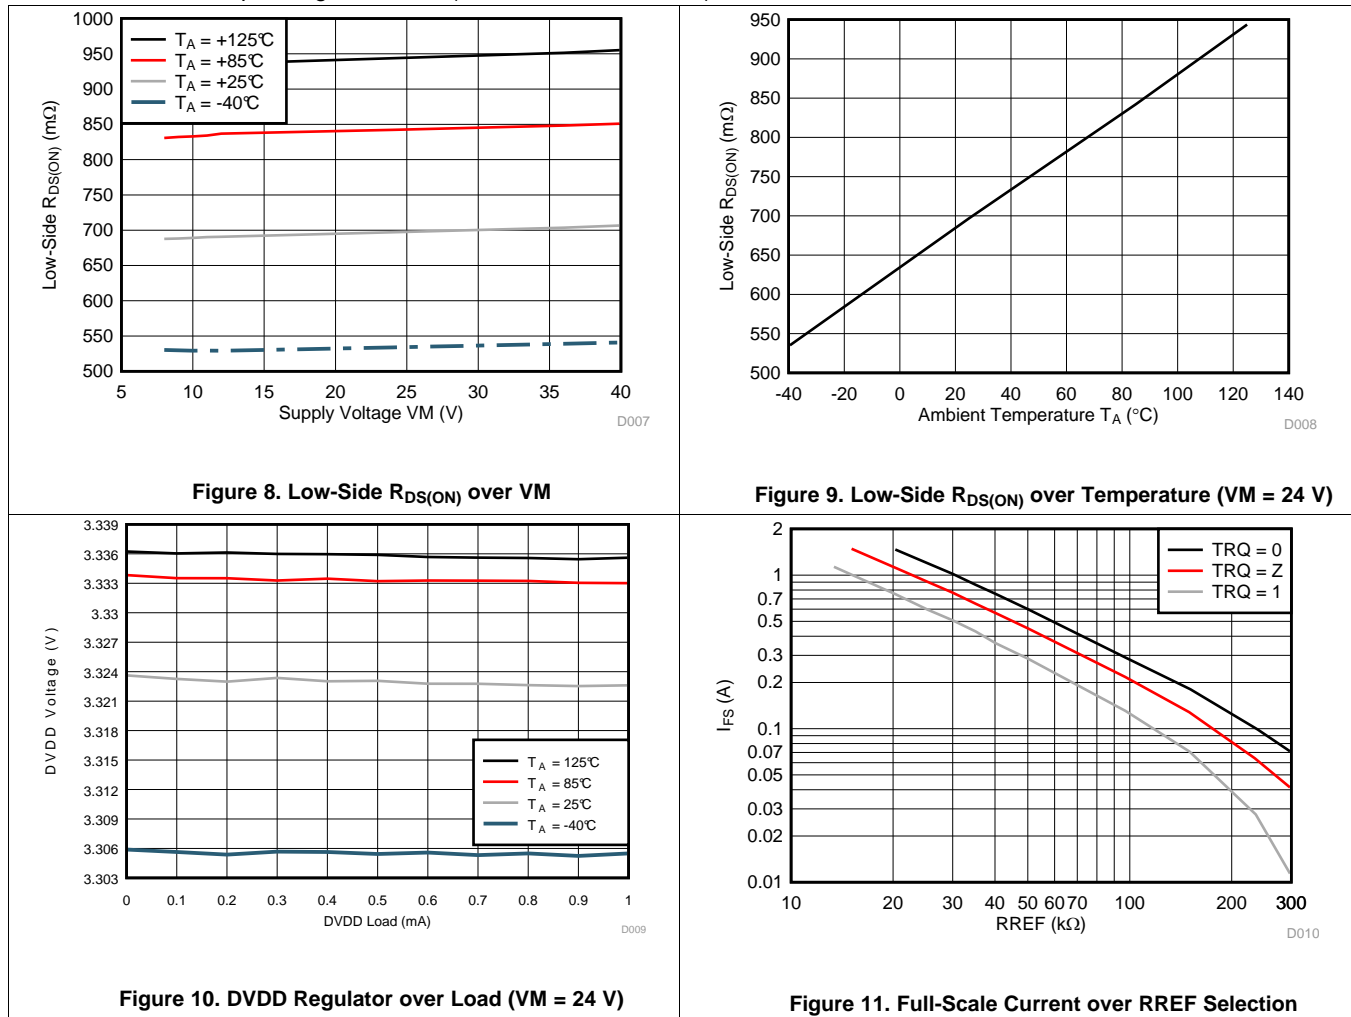 1000
950
900
850
800
750
700
650
600
550
500
Low-Side RDS(ON) (mΩ)
TA = +125°C
TA = +85°C
TA = +25°C
TA = -40°C
5 10 15 20 25 30 35 40
Supply Voltage VM (V)
D007
Figure 8. Low-Side RDS(ON) over VM
950
900
850
800
750
700
650
600
550
500
Low-Side RDS(ON) (mΩ)
-40 -20 0 20 40 60 80 100 120 140
Ambient Temperature TA (°C)
D008
Figure 9. Low-Side RDS(ON) over Temperature (VM = 24 V)
3.339
3.336
3.333
3.33
3.327
3.324
3.321
3.318
3.315
3.312
3.309
3.306
3.303
DVDD Voltage (V)
TA = 125°C
TA = 85°C
TA = 25°C
TA = -40°C
0 0.1 0.2 0.3 0.4 0.5 0.6 0.7 0.8 0.9 1
DVDD Load (mA)
D009
Figure 10. DVDD Regulator over Load (VM = 24 V)
2
1
0.7
0.5
0.3
0.2
0.1
0.07
0.05
0.03
0.02
0.01
IFS (A)
TRQ = 0
TRQ = Z
TRQ = 1
10 20 30 40 50 60 70 100 200 300
RREF (kΩ)
D010
Figure 11. Full-Scale Current over RREF Selection